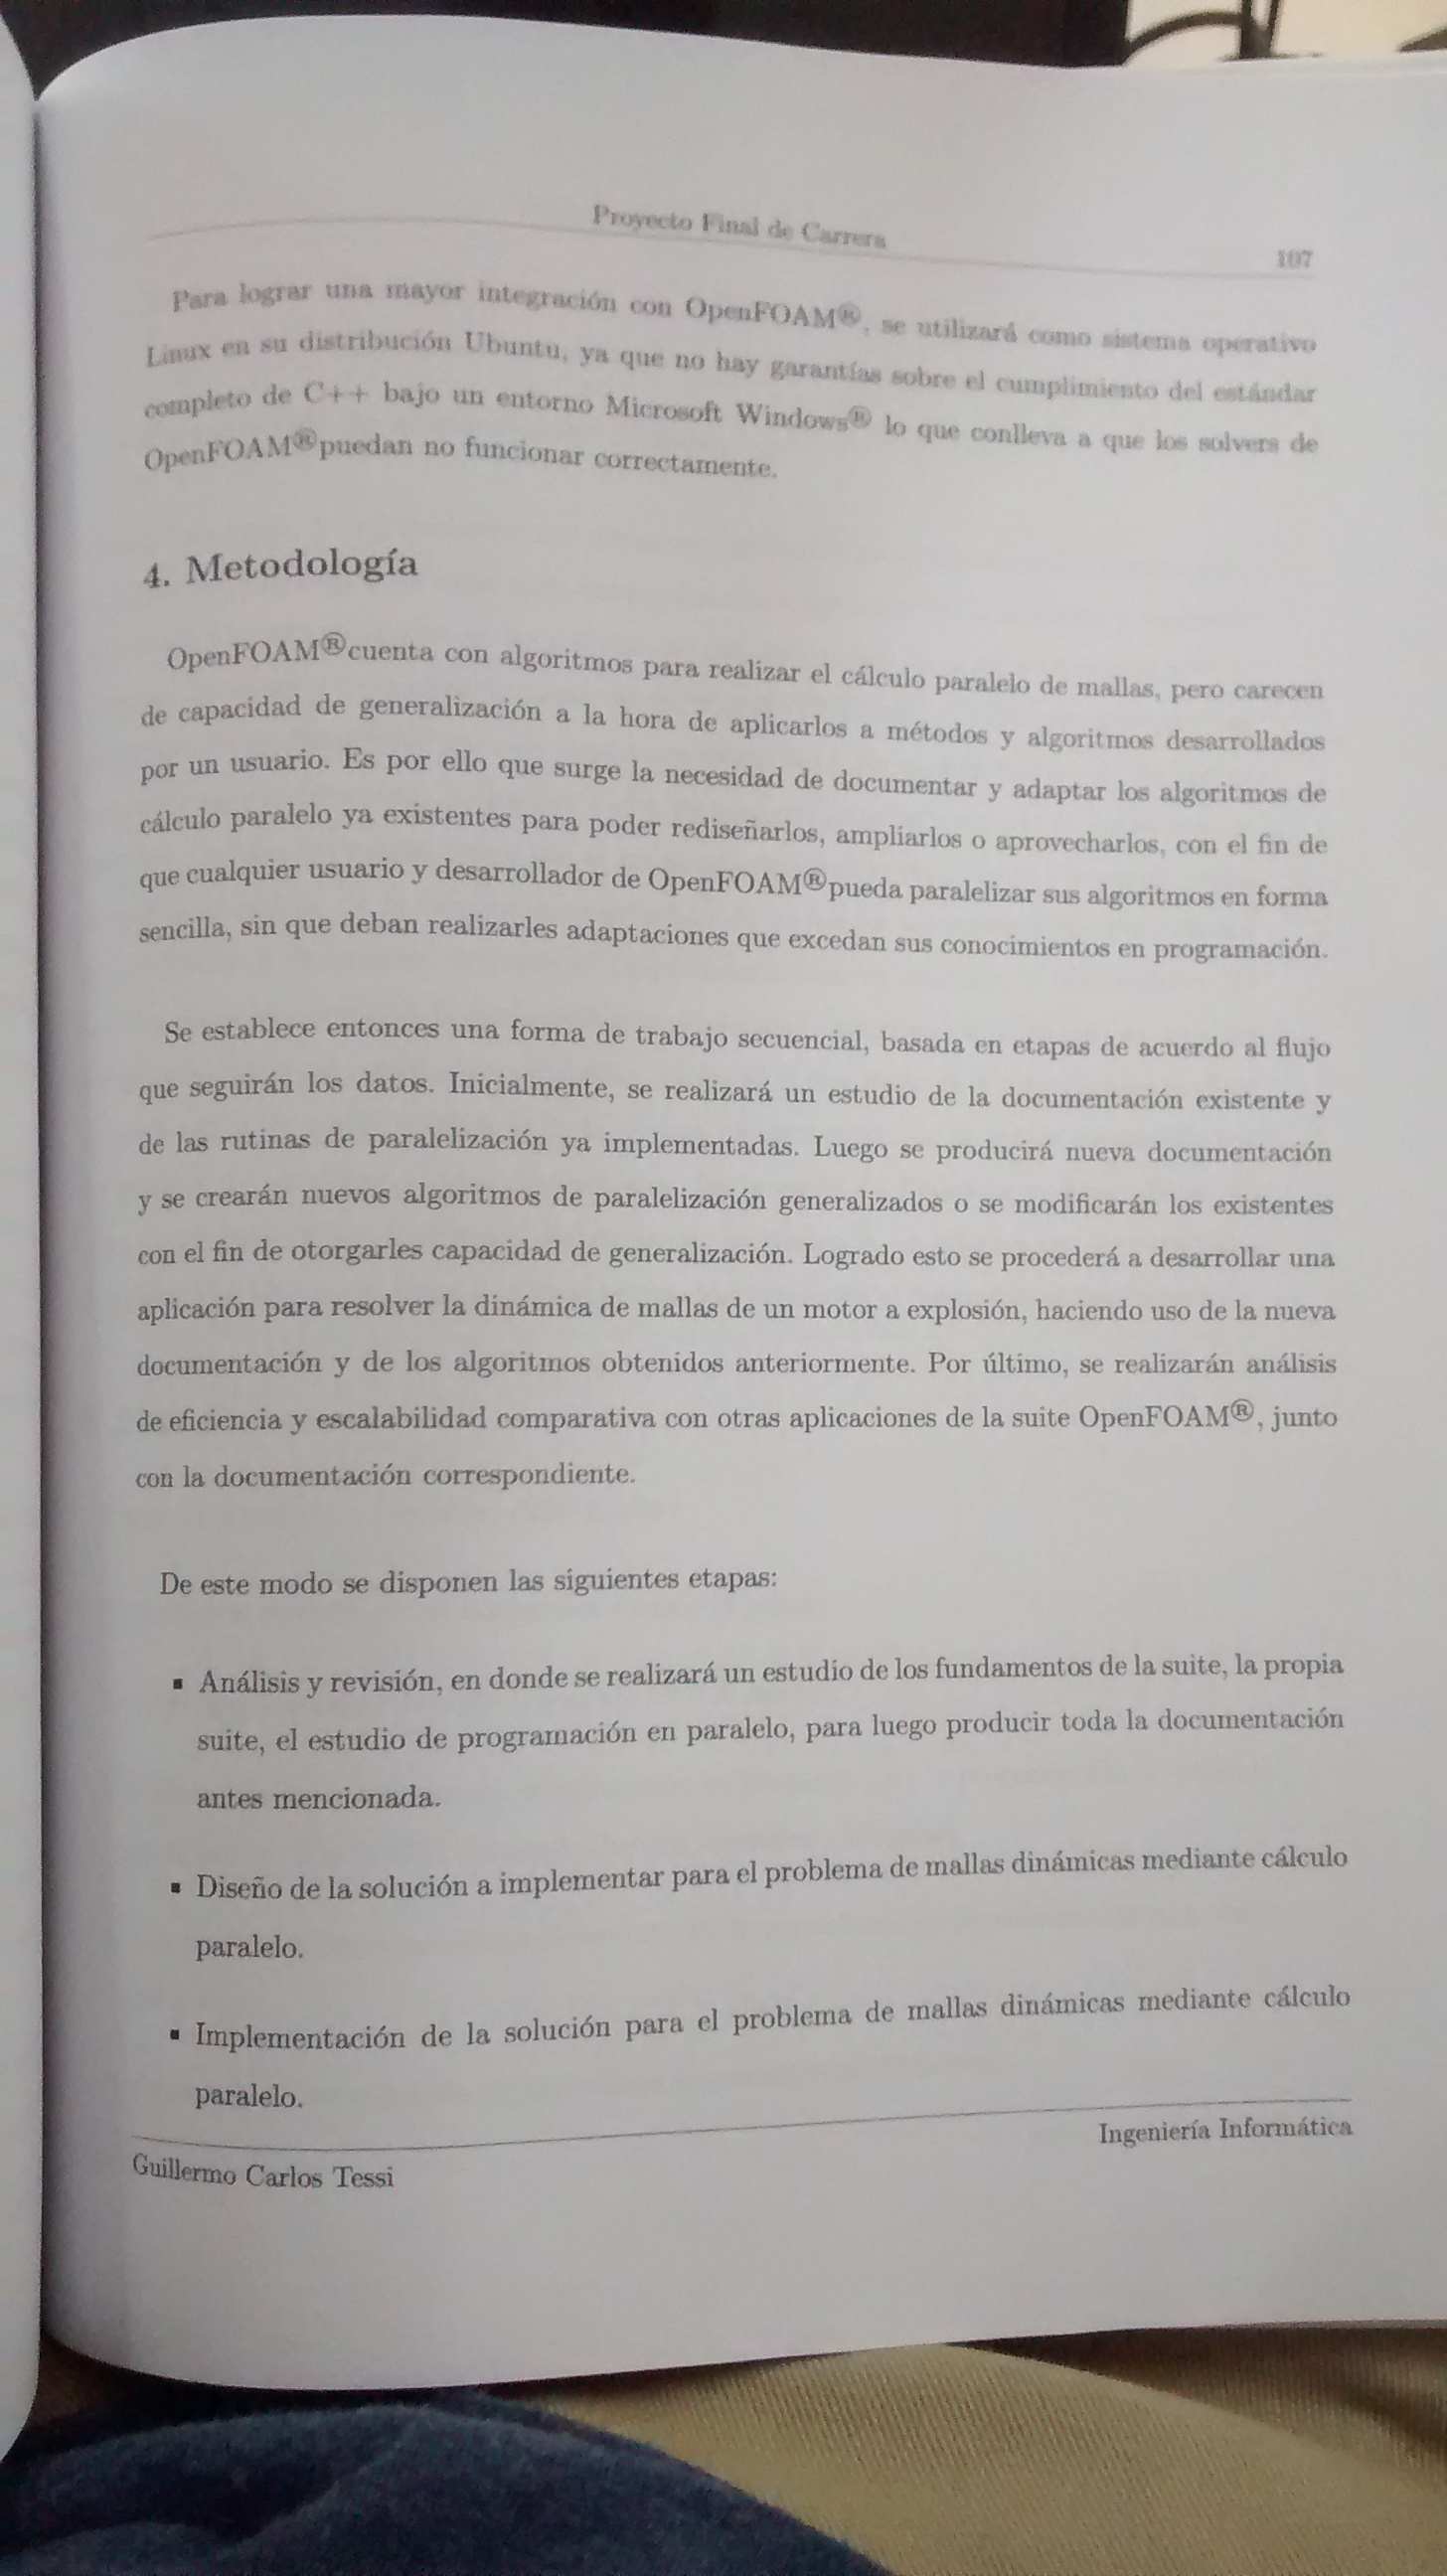 Proyecto Final de Carrera
107
Para lograr una mayor integración con OpenFOAM®, se utilizará como sistema operativo
Linux en su distribución Ubuntu, ya que no hay garantías sobre el cumplimiento del estándar
completo de C++ bajo un entorno Microsoft Windows® lo que conlleva a que los solvers de
OpenFOAM®puedan no funcionar correctamente.
4. Metodología
OpenFOAM®cuenta con algoritmos para realizar el cálculo paralelo de mallas, pero carecen
de capacidad de generalización a la hora de aplicarlos a métodos y algoritmos desarrollados
por un usuario. Es por ello que surge la necesidad de documentar y adaptar los algoritmos de
cálculo paralelo ya existentes para poder rediseñarlos, ampliarlos o aprovecharlos, con el fin de
que cualquier usuario y desarrollador de OpenFOAM®pueda paralelizar sus algoritmos en forma
sencilla, sin que deban realizarles adaptaciones que excedan sus conocimientos en programación.
Se establece entonces una forma de trabajo secuencial, basada en etapas de acuerdo al flujo
que seguirán los datos. Inicialmente, se realizará un estudio de la documentación existente y
de las rutinas de paralelización ya implementadas. Luego se producirá nueva documentación
y se crearán nuevos algoritmos de paralelización generalizados o se modificarán los existentes
con el fin de otorgarles capacidad de generalización. Logrado esto se procederá a desarrollar una
aplicación para resolver la dinámica de mallas de un motor a explosión, haciendo uso de la nueva
documentación y de los algoritmos obtenidos anteriormente. Por último, se realizarán análisis
de eficiencia y escalabilidad comparativa con otras aplicaciones de la suite OpenFOAM®, junto
con la documentación correspondiente.
De este modo se disponen las siguientes etapas:
▪ Análisis y revisión, en donde se realizará un estudio de los fundamentos de la suite, la propia
suite, el estudio de programación en paralelo, para luego producir toda la documentación
antes mencionada.
▪ Diseño de la solución a implementar para el problema de mallas dinámicas mediante cálculo
paralelo.
▪ Implementación de la solución para el problema de mallas dinámicas mediante cálculo
paralelo.
Guillermo Carlos Tessi
Ingeniería Informática